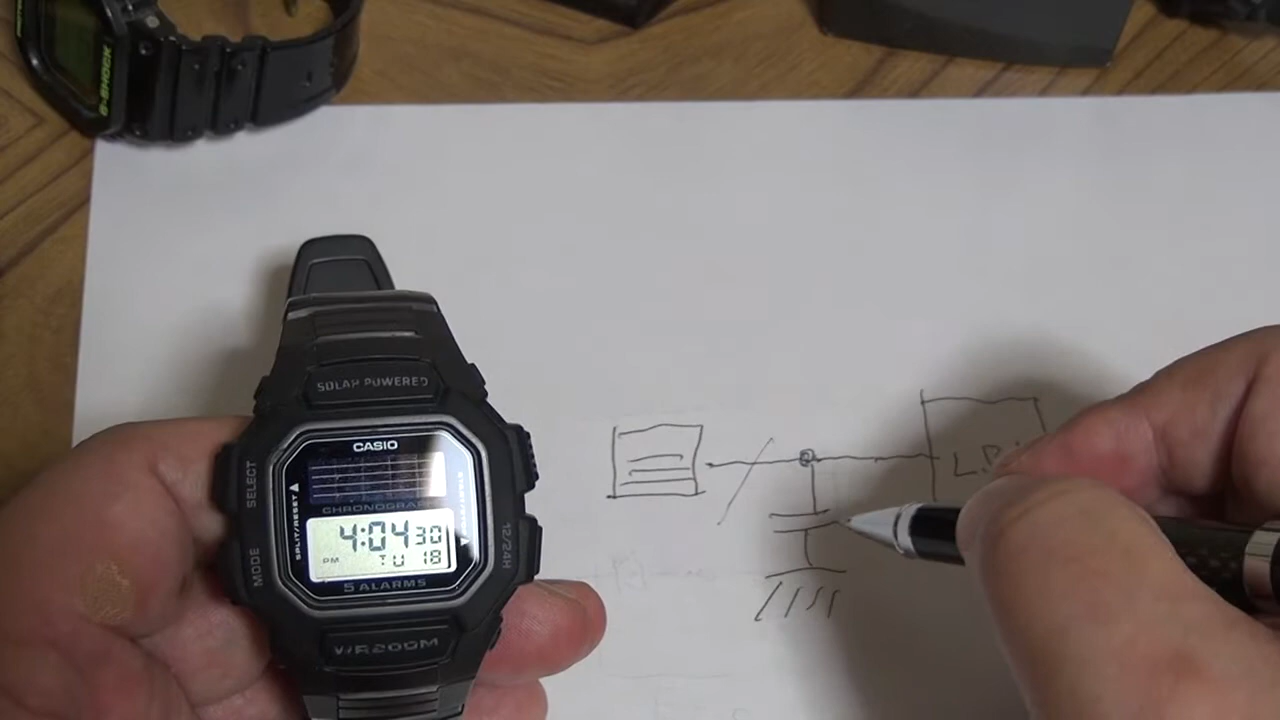 G-SHOCK
SOLAR POWERED
CASIO
CHRONOGRAPH
SELECT
SPLIT/RESET
MODE
12/24H
4:04 30
PM TU 18
5 ALARMS
WR200M